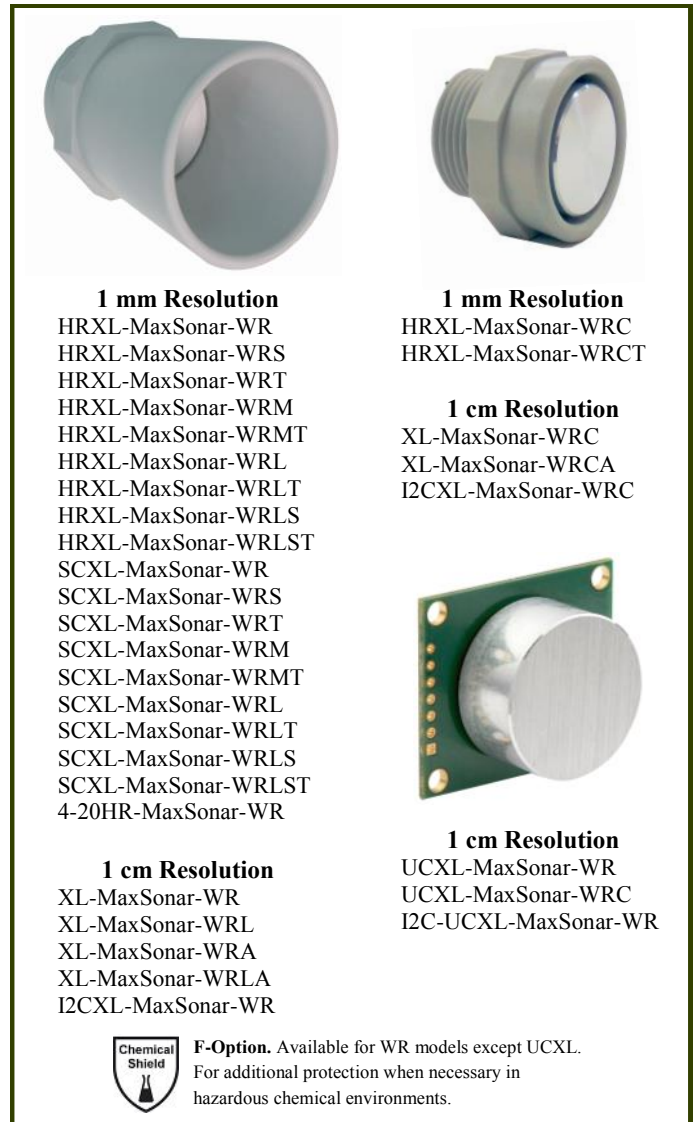 1 mm Resolution
HRXL-MaxSonar-WR
HRXL-MaxSonar-WRS
HRXL-MaxSonar-WRT
HRXL-MaxSonar-WRM
HRXL-MaxSonar-WRMT
HRXL-MaxSonar-WRL
HRXL-MaxSonar-WRLT
HRXL-MaxSonar-WRLS
HRXL-MaxSonar-WRLST
SCXL-MaxSonar-WR
SCXL-MaxSonar-WRS
SCXL-MaxSonar-WRT
SCXL-MaxSonar-WRM
SCXL-MaxSonar-WRMT
SCXL-MaxSonar-WRL
SCXL-MaxSonar-WRLT
SCXL-MaxSonar-WRLS
SCXL-MaxSonar-WRLST
4-20HR-MaxSonar-WR
1 cm Resolution
XL-MaxSonar-WR
XL-MaxSonar-WRL
XL-MaxSonar-WRA
XL-MaxSonar-WRLA
I2CXL-MaxSonar-WR
1 mm Resolution
HRXL-MaxSonar-WRC
HRXL-MaxSonar-WRCT
1 cm Resolution
XL-MaxSonar-WRC
XL-MaxSonar-WRCA
I2CXL-MaxSonar-WRC
1 cm Resolution
UCXL-MaxSonar-WR
UCXL-MaxSonar-WRC
I2C-UCXL-MaxSonar-WR
Chemical
Shield
F-Option. Available for WR models except UCXL.
For additional protection when necessary in
hazardous chemical environments.